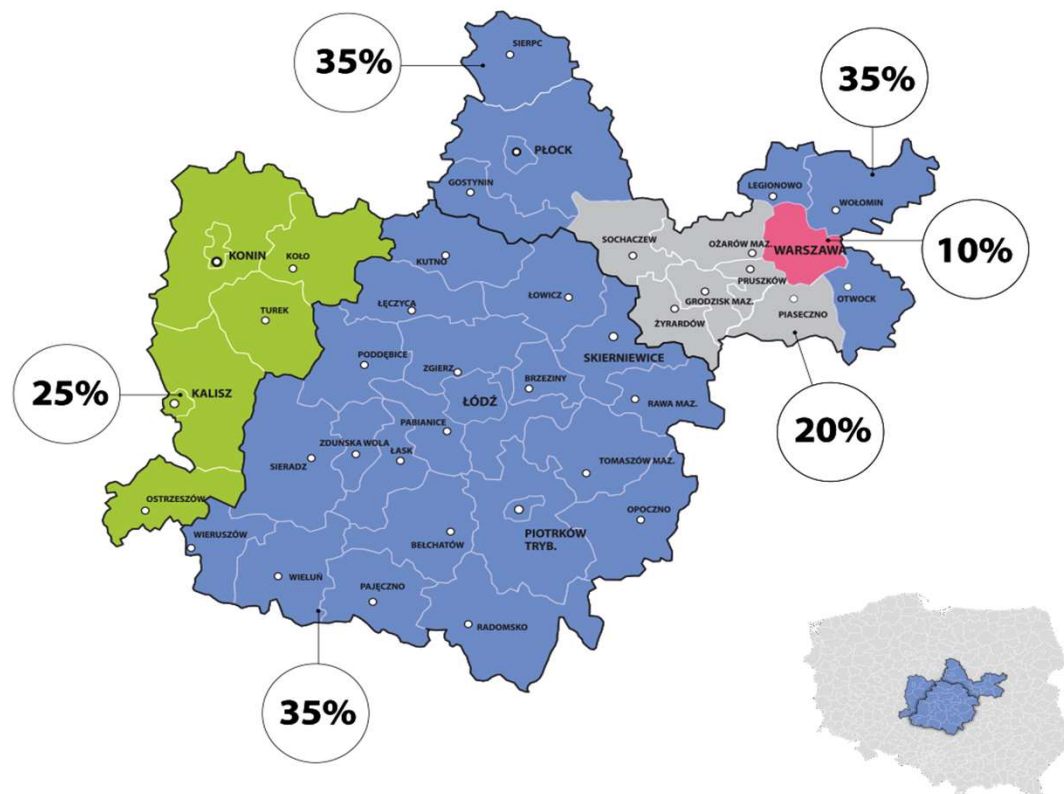 SIERPC
35%
35%
PŁOCK
LEGIONOWO
GOSTYNIN
WOŁOMIN
SOCHACZEW
OŻARÓW MAZ.
WARSZAWA
10%
KONIN
KOŁO
KUTNO
PRUSZKÓW
GRODZISK MAZ.
OTWOCK
ŁOWICZ
ŁĘCZYCA
PIASECZNO
ŻYRARDÓW
TUREK
SKIERNIEWICE
PODDĘBICE
ZGIERZ
BRZEZINY
25%
KALISZ
ŁÓDŹ
RAWA MAZ.
20%
PABIANICE
ZDUŃSKA WOLA
ŁASK
SIERADZ
TOMASZÓW MAZ.
OSTRZESZÓW
OPOCZNO
WIERUSZÓW
PIOTRKÓW
TRYB.
BEŁCHATÓW
WIELUŃ
PAJĘCZNO
RADOMSKO
35%